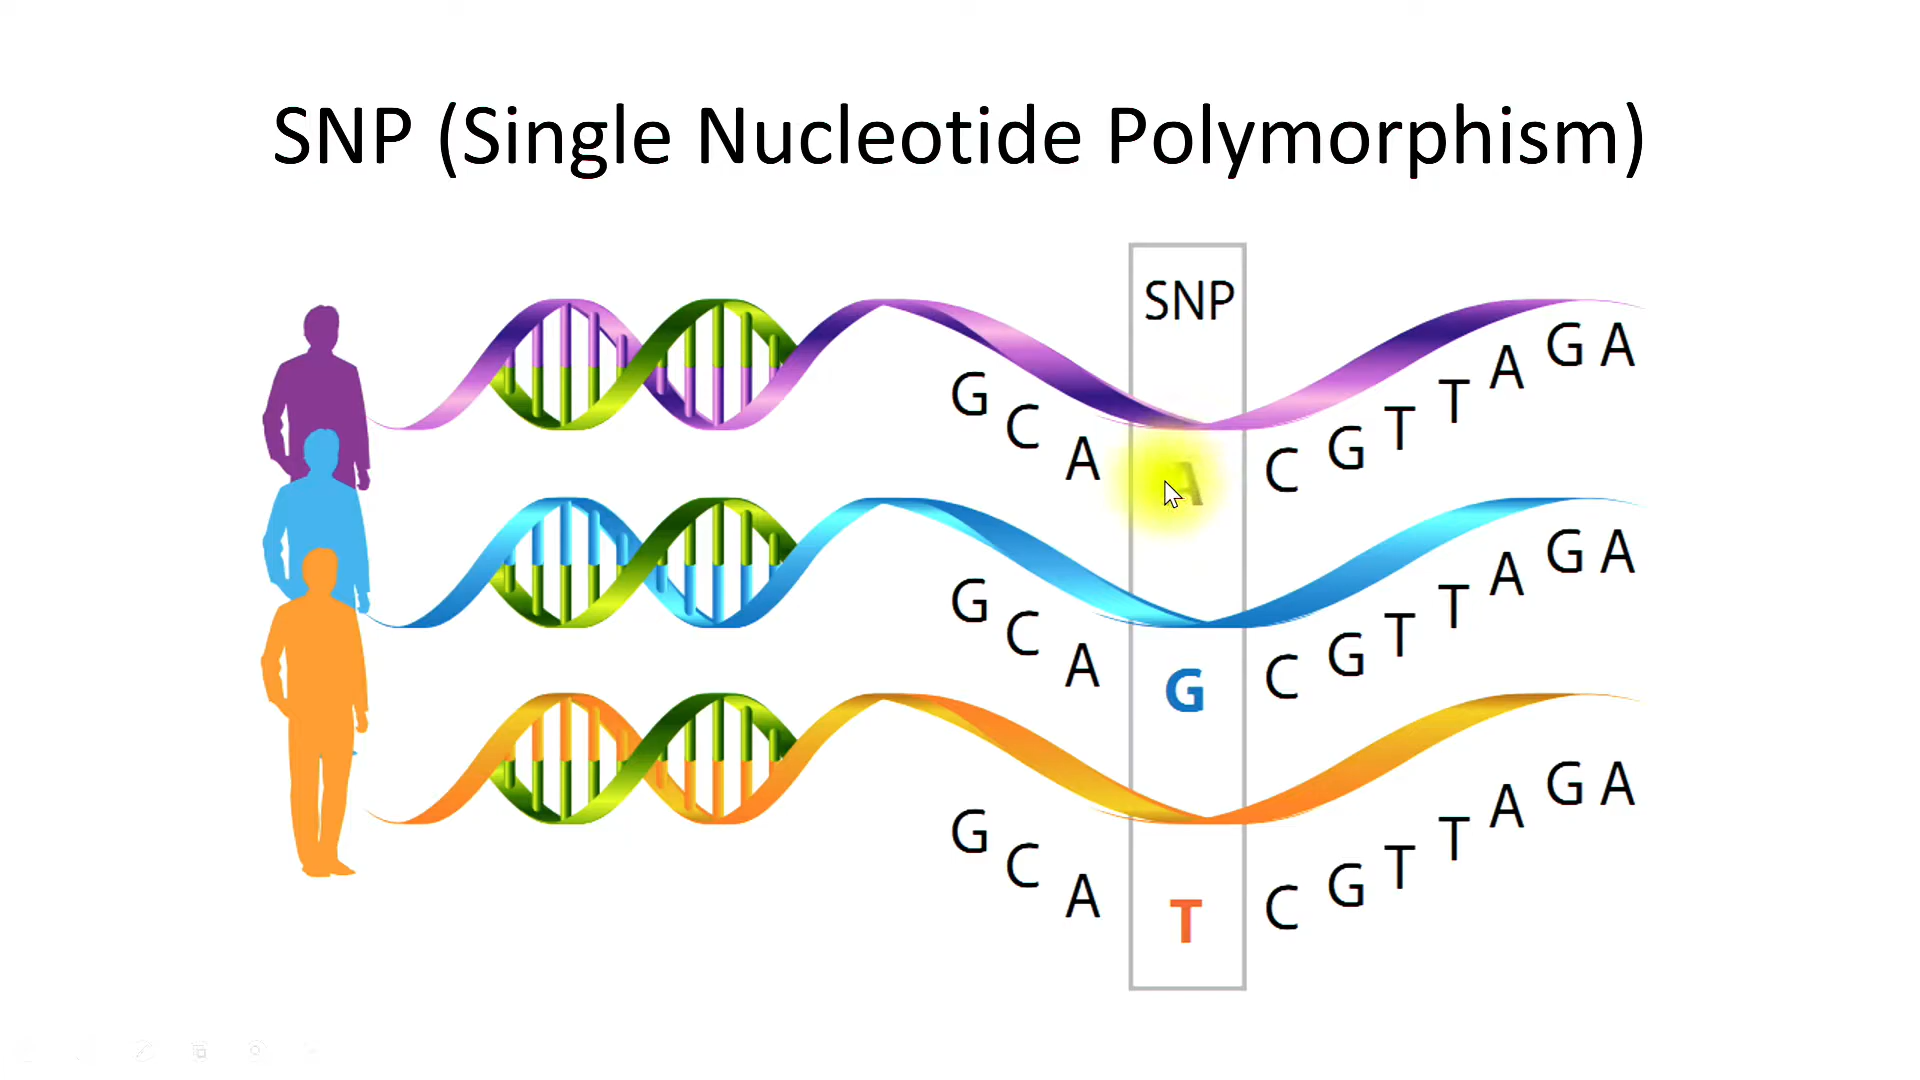 SNP (Single Nucleotide Polymorphism)
SNP
G C A A C G T T A G A
G C A G C G T T A G A
G C A T C G T T A G A